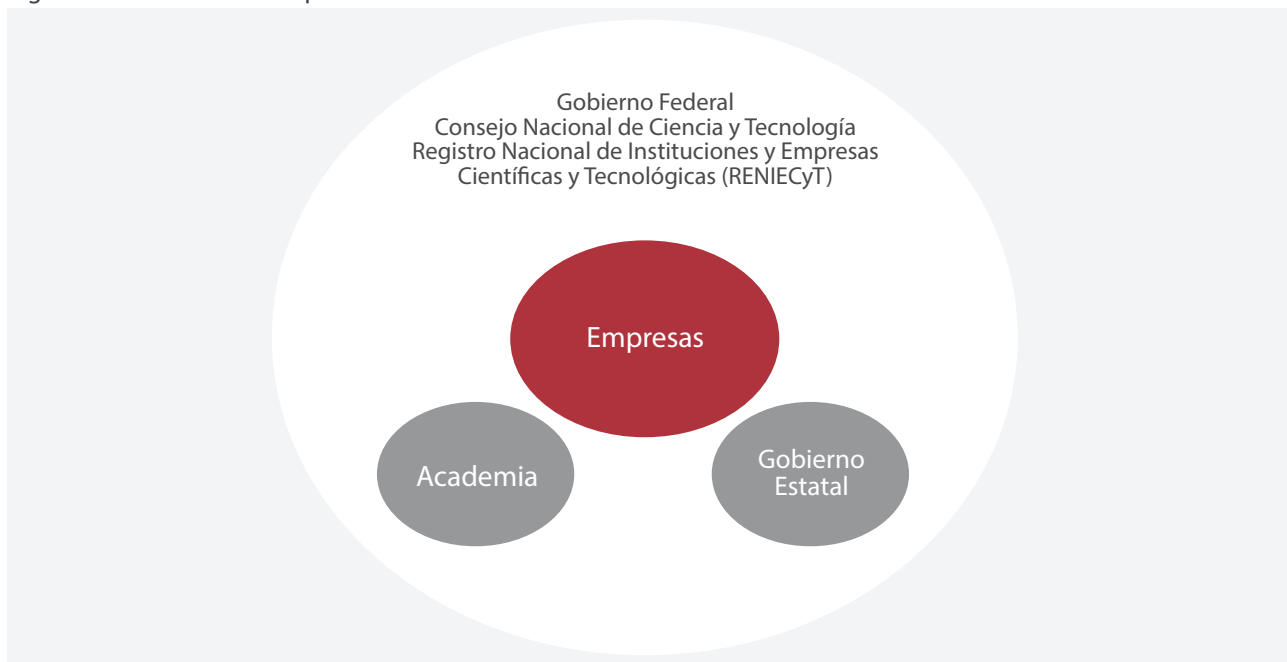 Gobierno Federal
Consejo Nacional de Ciencia y Tecnología
Registro Nacional de Instituciones y Empresas
Científicas y Tecnológicas (RENIECyT)
Empresas
Academia
Gobierno
Estatal